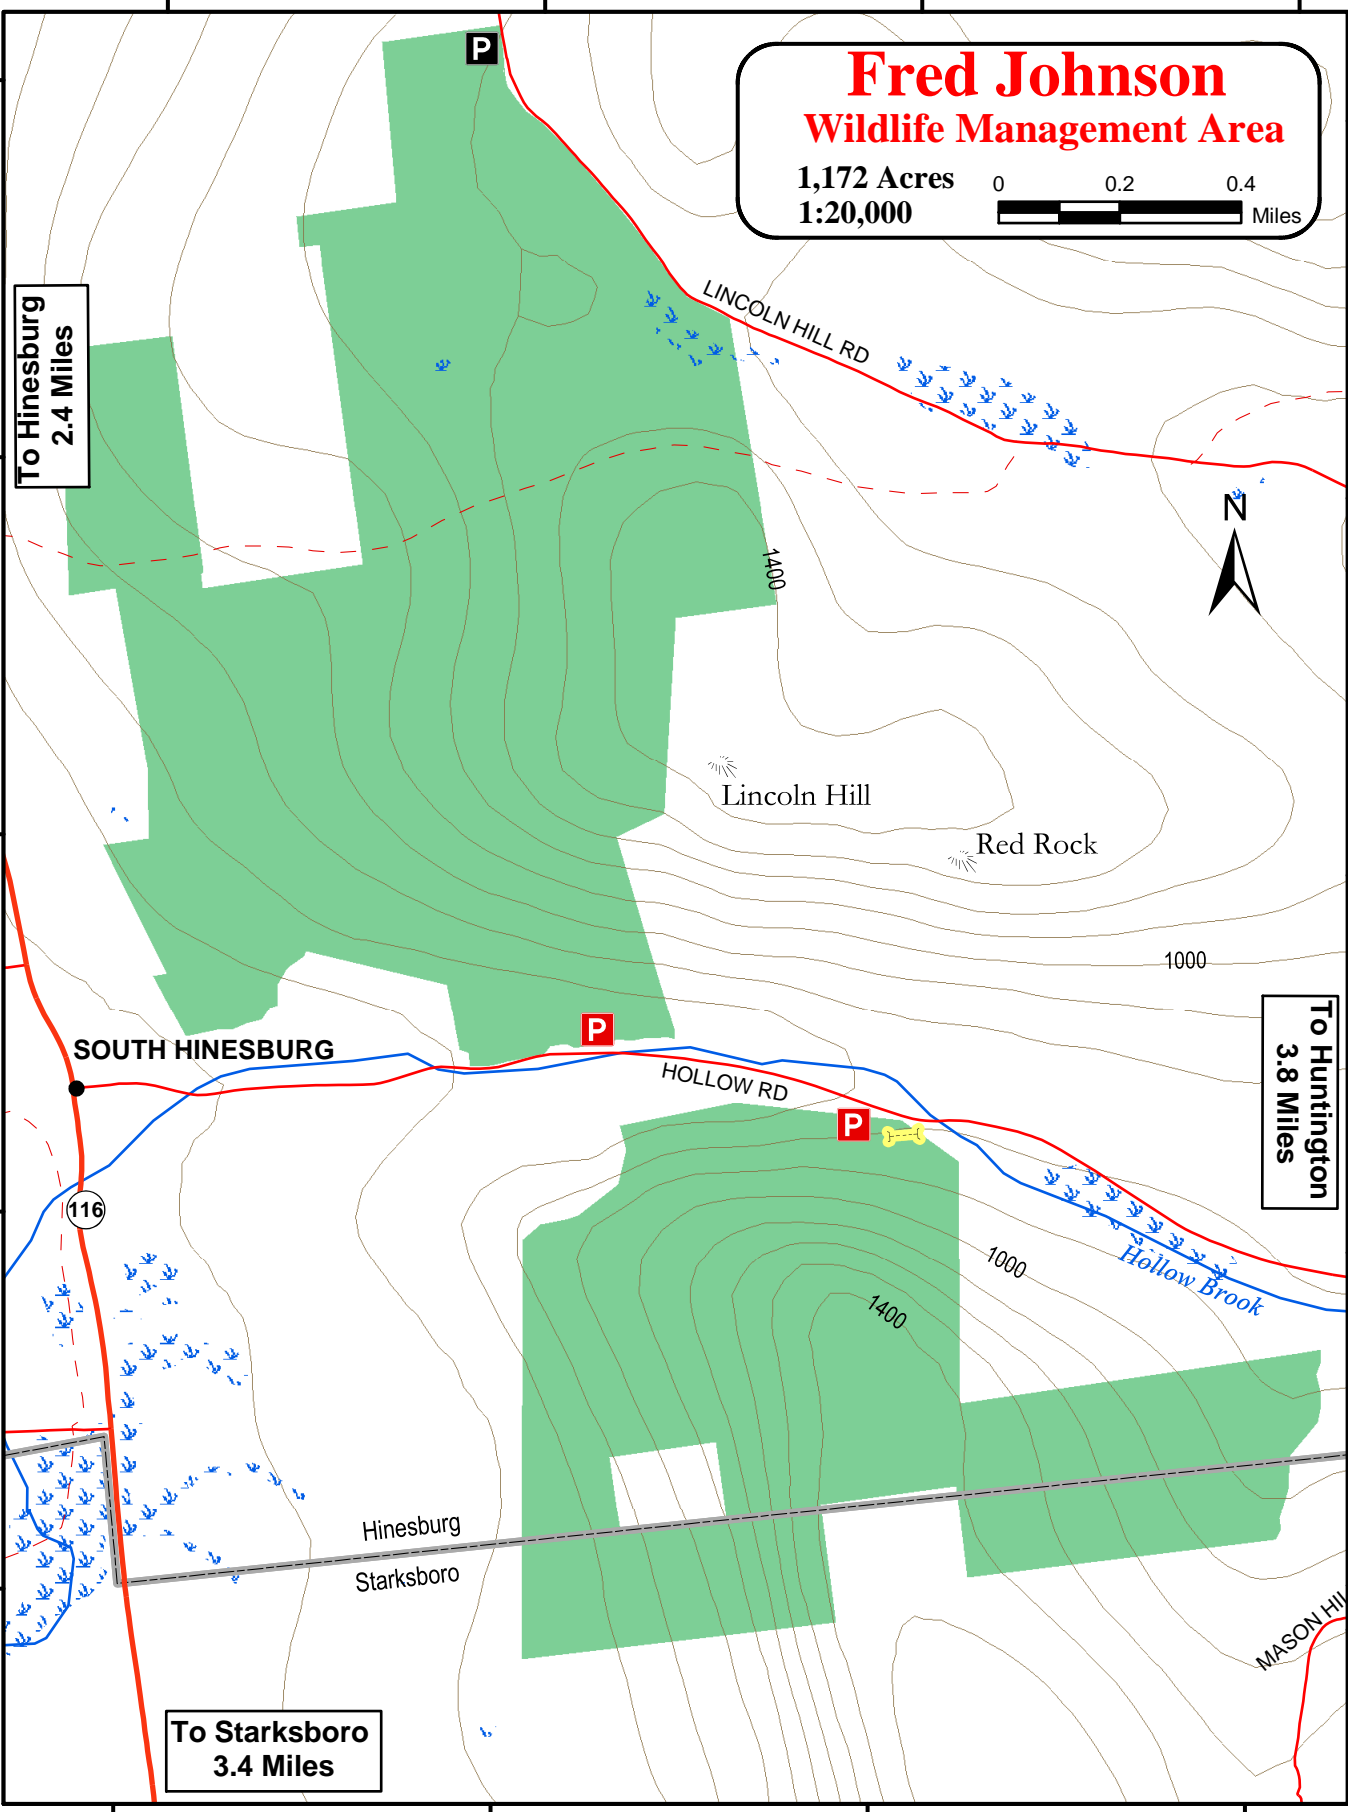 P
Fred Johnson
Wildlife Management Area
1,172 Acres
1:20,000
0 0.2 0.4
Miles
To Hinesburg
2.4 Miles
LINCOLN HILL RD
N
1400
Lincoln Hill
Red Rock
1000
To Huntington
3.8 Miles
P
SOUTH HINESBURG
HOLLOW RD
P
116
Hollow Brook
1000
1400
Hinesburg
Starksboro
MASON HIL
To Starksboro
3.4 Miles